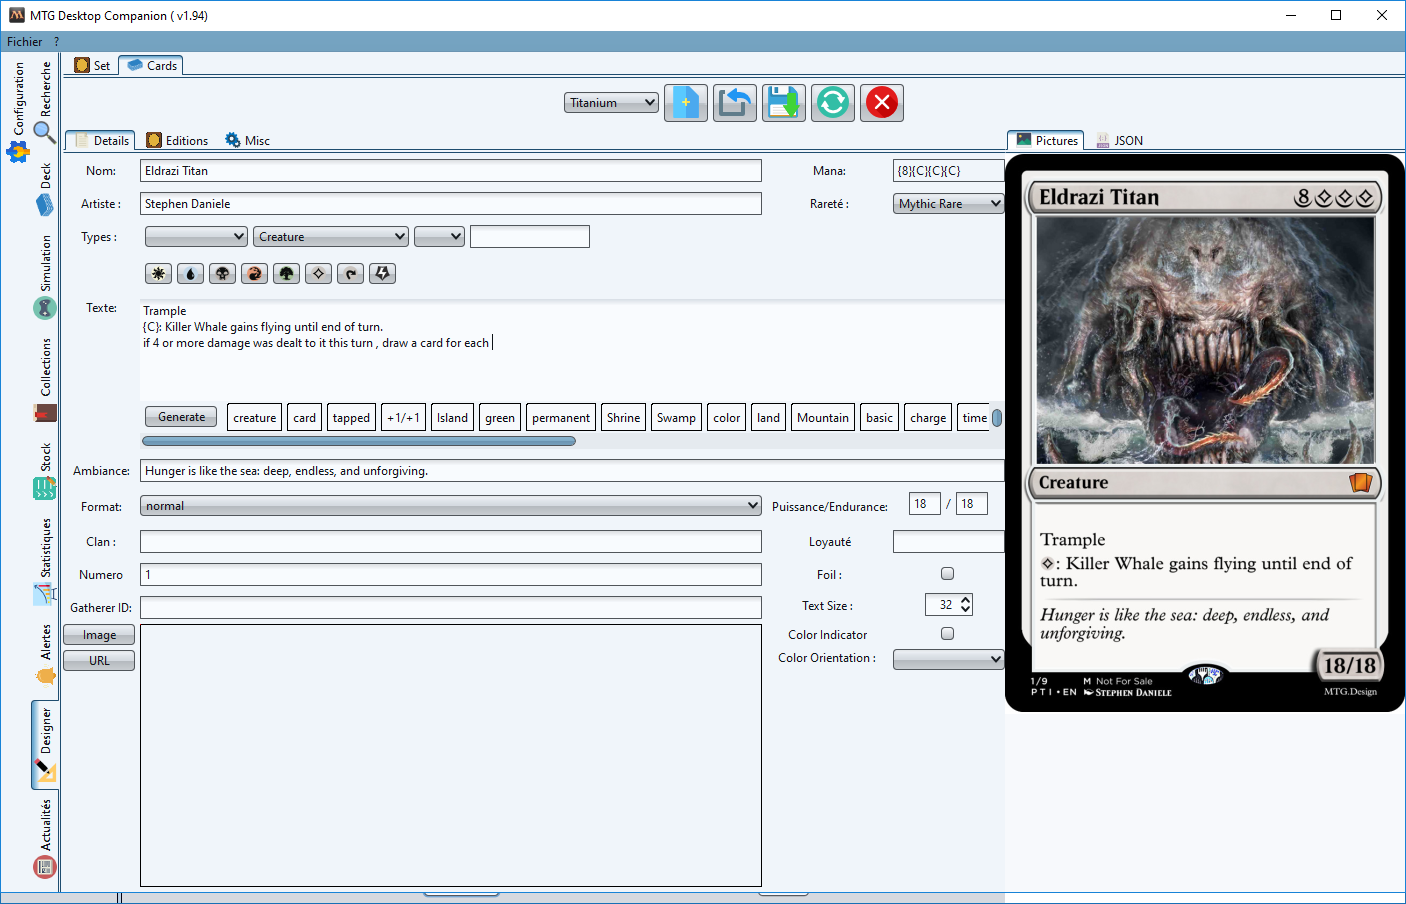 MTG Desktop Companion ( v1.94)
Fichier ?
Configuration
Recherche
Deck
Simulation
Collections
Stock
Statistiques
Alertes
Designer
Actualités
Set Cards
Titanium
Details Editions Misc
Nom: Eldrazi Titan Mana: {8}{C}{C}{C}
Artiste : Stephen Daniele Rareté : Mythic Rare
Types : Creature
Texte: Trample
{C}: Killer Whale gains flying until end of turn.
if 4 or more damage was dealt to it this turn , draw a card for each
Generate creature card tapped +1/+1 Island green permanent Shrine Swamp color land Mountain basic charge time
Ambiance: Hunger is like the sea: deep, endless, and unforgiving.
Format: normal Puissance/Endurance: 18 / 18
Clan : Loyauté
Numero 1 Foil :
Gatherer ID: Text Size : 32
Image Color Indicator
URL Color Orientation :
Pictures JSON
Eldrazi Titan 8
Creature
Trample
: Killer Whale gains flying until end of
turn.
Hunger is like the sea: deep, endless, and
unforgiving.
18/18
1/9 M Not For Sale
PTI • EN Stephen Daniele MTG.Design